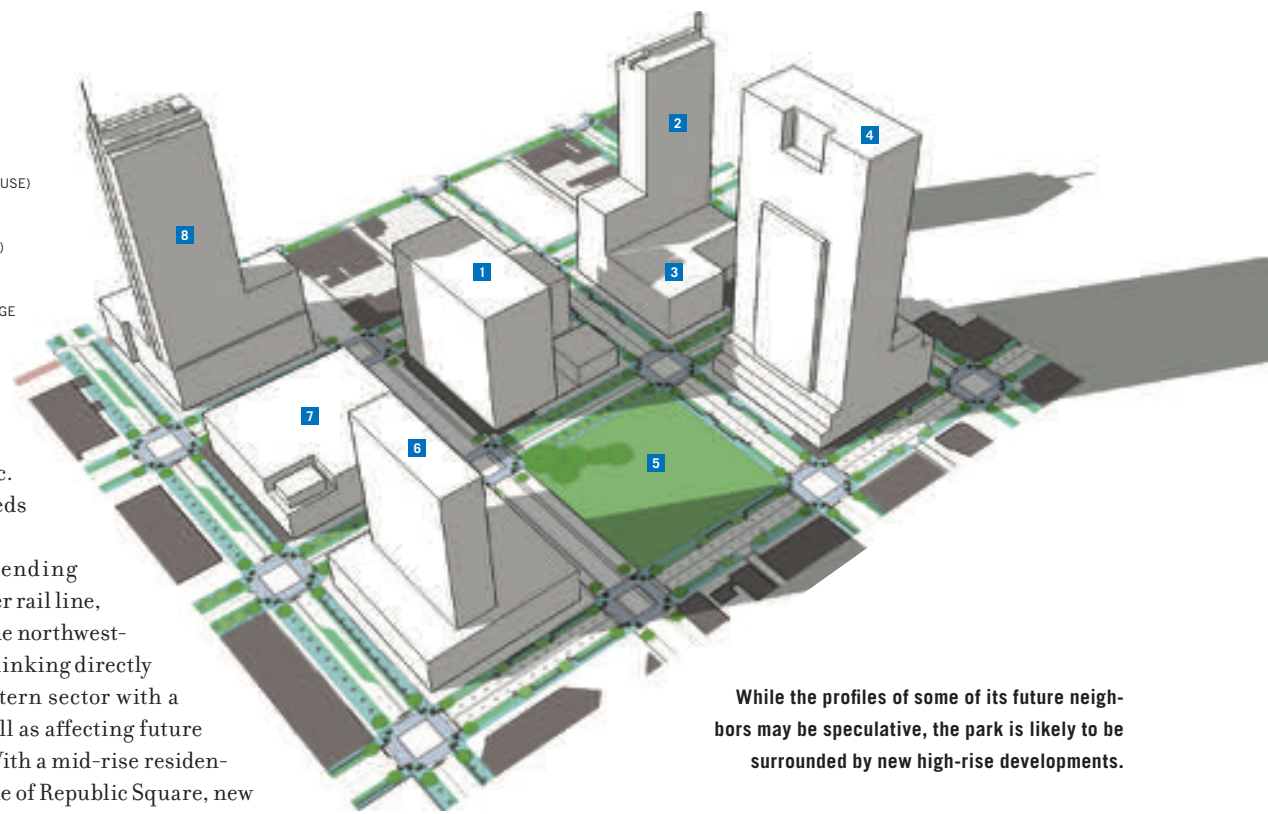 USE)
)
GE
c.
eds
ending
er rail line,
e northwest-
linking directly
tern sector with a
ll as affecting future
With a mid-rise residen-
e of Republic Square, new
8
2
4
1
3
7
6
5
While the profiles of some of its future neigh-
bors may be speculative, the park is likely to be
surrounded by new high-rise developments.